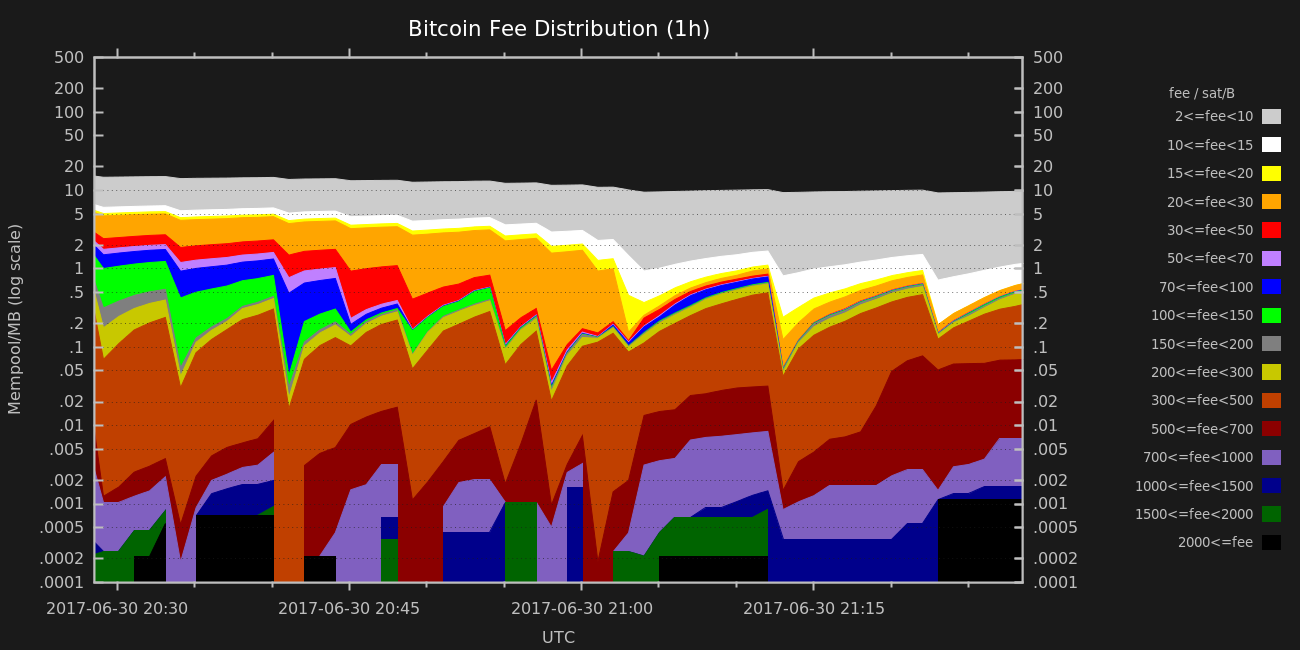 Bitcoin Fee Distribution (1h)
500 500
200 200
100 100
50 50
20 20
10 10
5 5
2 2
1 1
.5 .5
.2 .2
.1 .1
.05 .05
.02 .02
.01 .01
.005 .005
.002 .002
.001 .001
.0005 .0005
.0002 .0002
.0001 .0001
Mempool/MB (log scale)
2017-06-30 20:30 2017-06-30 20:45 2017-06-30 21:00 2017-06-30 21:15
UTC
fee / sat/B
2<=fee<10
10<=fee<15
15<=fee<20
20<=fee<30
30<=fee<50
50<=fee<70
70<=fee<100
100<=fee<150
150<=fee<200
200<=fee<300
300<=fee<500
500<=fee<700
700<=fee<1000
1000<=fee<1500
1500<=fee<2000
2000<=fee